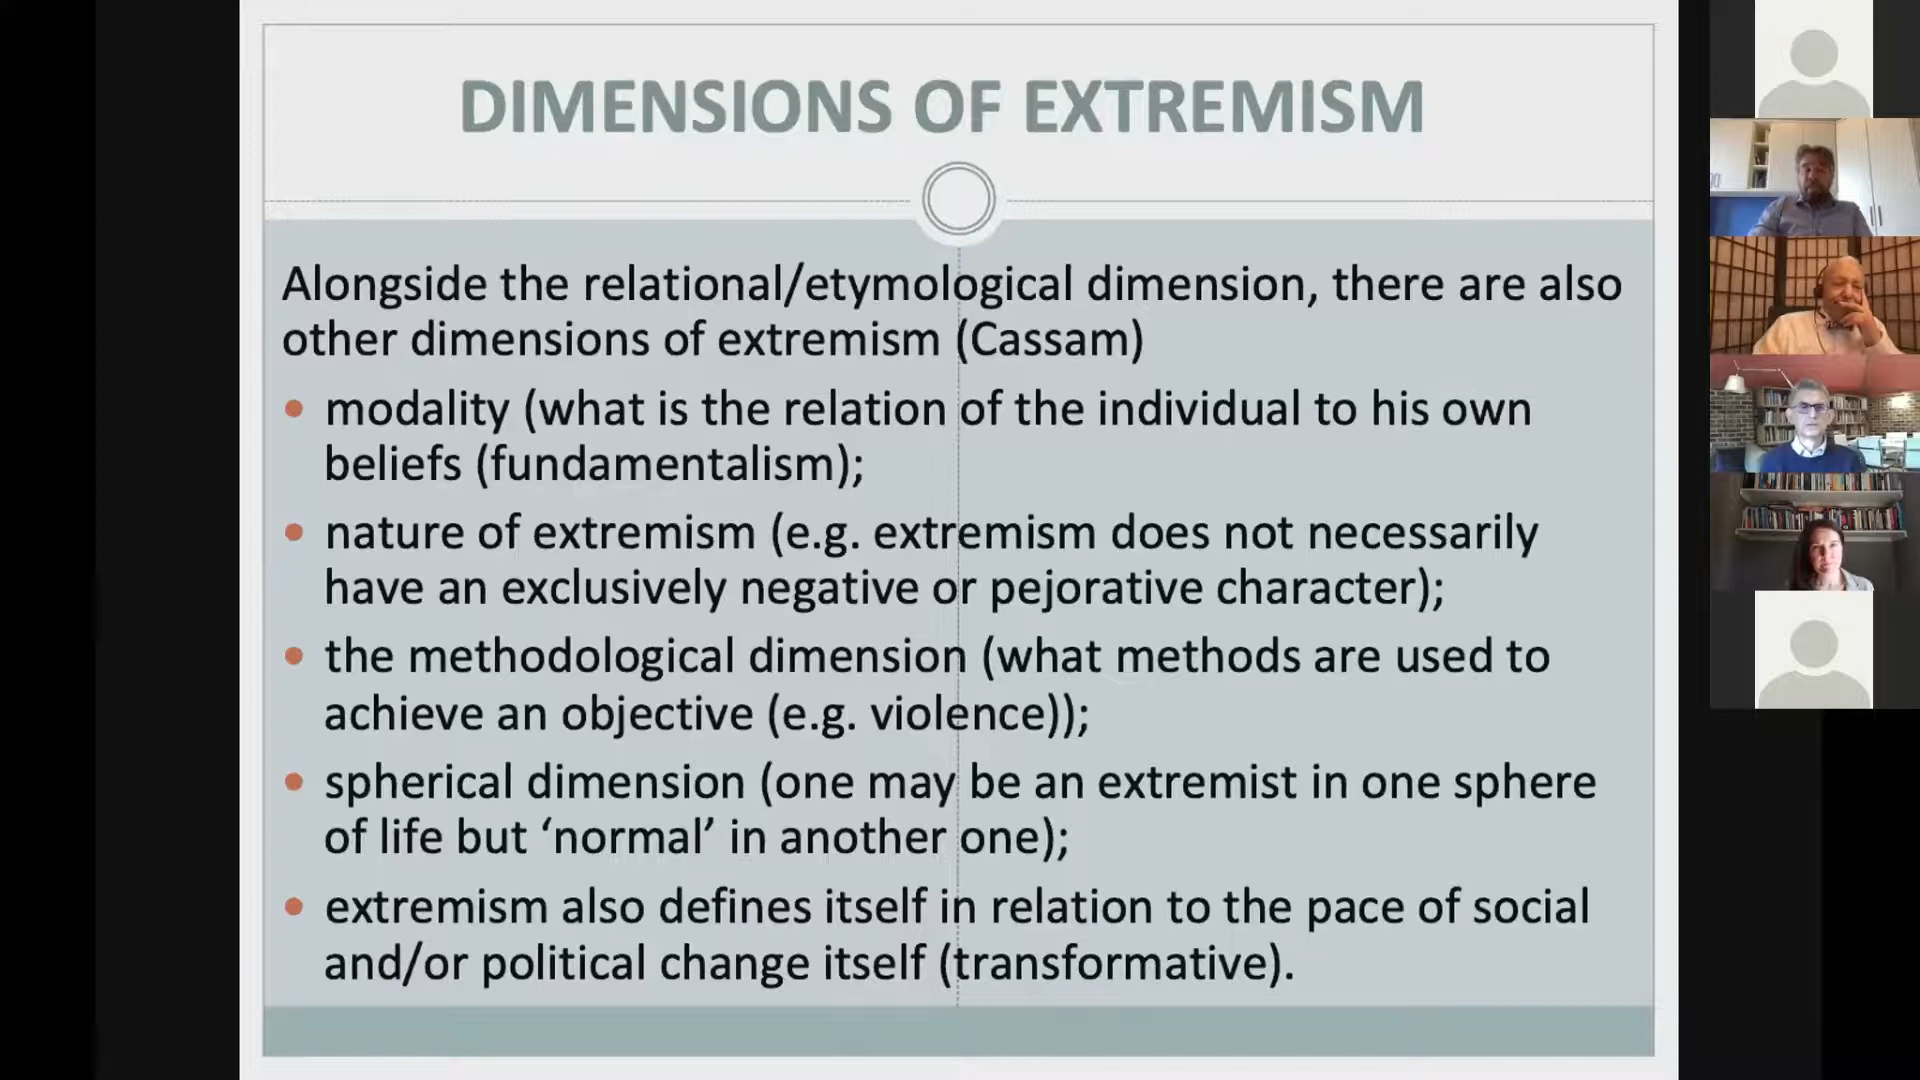 DIMENSIONS OF EXTREMISM
Alongside the relational/etymological dimension, there are also
other dimensions of extremism (Cassam)
• modality (what is the relation of the individual to his own
beliefs (fundamentalism);
• nature of extremism (e.g. extremism does not necessarily
have an exclusively negative or pejorative character);
• the methodological dimension (what methods are used to
achieve an objective (e.g. violence));
• spherical dimension (one may be an extremist in one sphere
of life but ‘normal’ in another one);
• extremism also defines itself in relation to the pace of social
and/or political change itself (transformative).